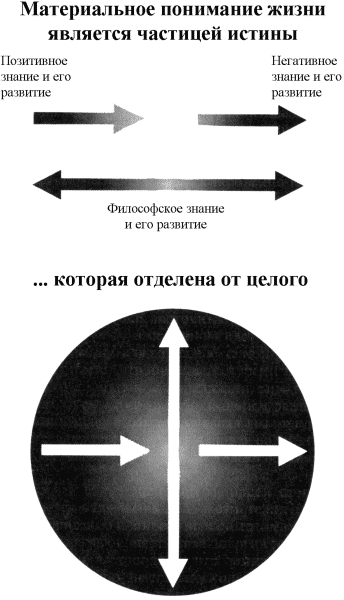 Материальное понимание жизни
является частицей истины
Позитивное
знание и его
развитие
Негативное
знание и его
развитие
Философское знание
и его развитие
... которая отделена от целого